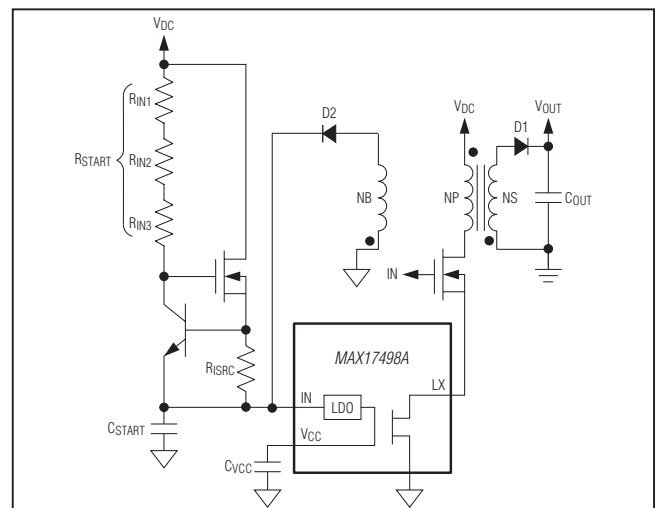 VDC
RIN1
RSTART
RIN2
RIN3
D2
VDC
D1
VOUT
NB
NP
NS
COUT
IN
RISRC
MAX17498A
LX
IN
LDO
VCC
CSTART
CVCC